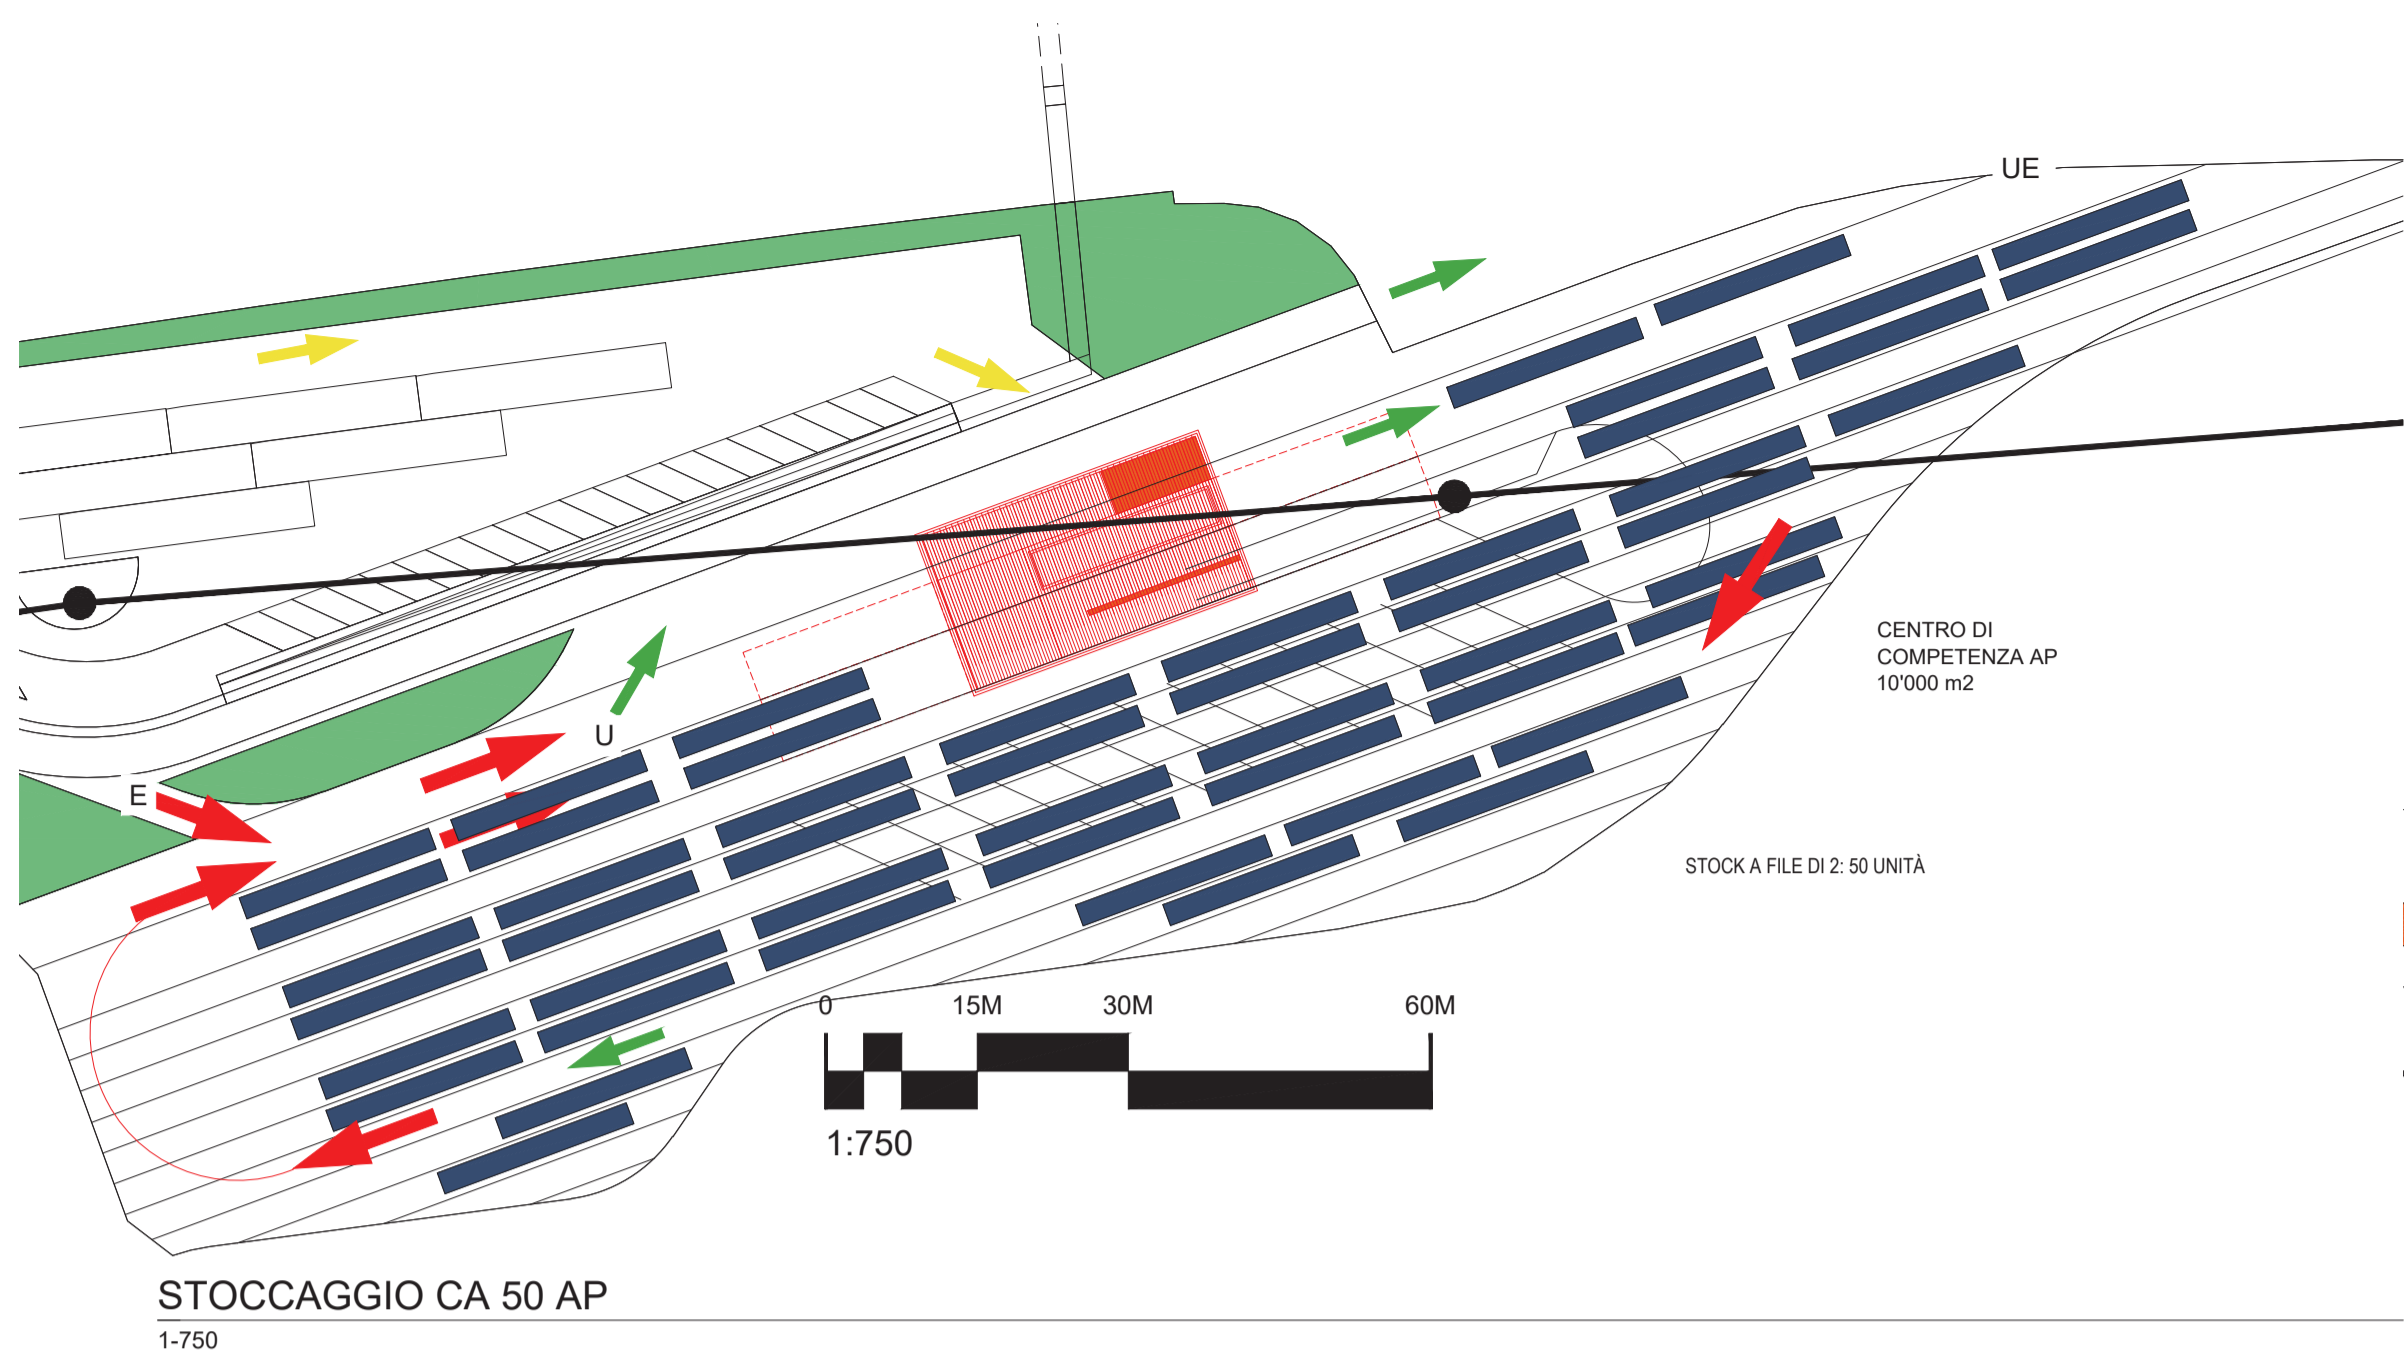 UE
CENTRO DI
COMPETENZA AP
10'000 m2
U
E
STOCK A FILE DI 2: 50 UNITÀ
0 15M 30M 60M
1:750
STOCCAGGIO CA 50 AP
1-750